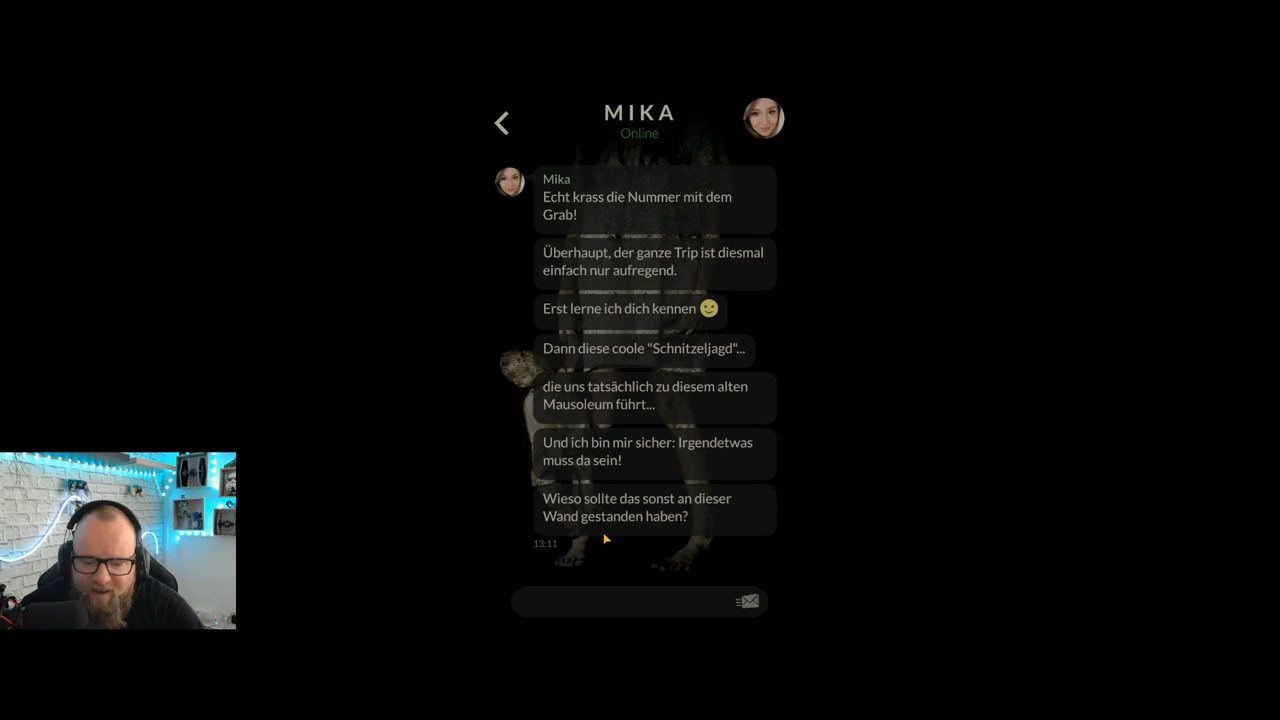 MIKA
Online
Mika
Echt krass die Nummer mit dem
Grab!
Überhaupt, der ganze Trip ist diesmal
einfach nur aufregend.
Erst lerne ich dich kennen 🙂
Dann diese coole "Schnitzeljagd"...
die uns tatsächlich zu diesem alten
Mausoleum führt...
Und ich bin mir sicher: Irgendetwas
muss da sein!
Wieso sollte das sonst an dieser
Wand gestanden haben?
13:11